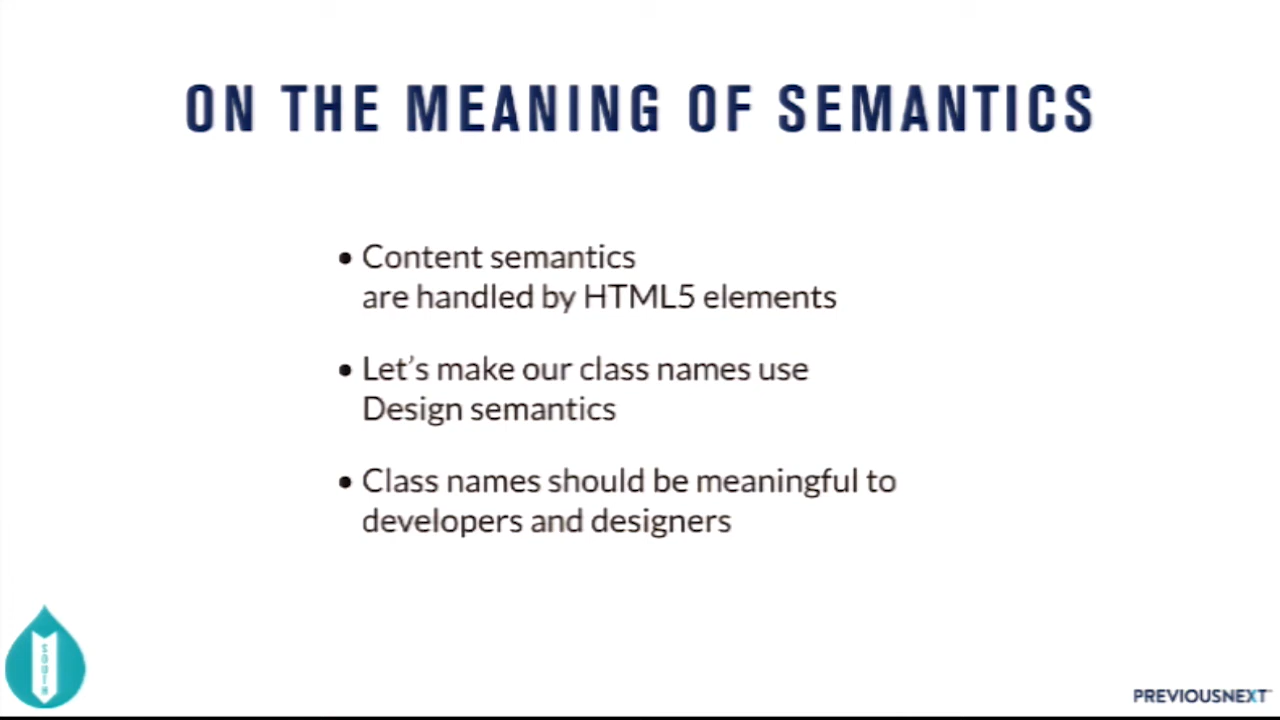 ON THE MEANING OF SEMANTICS
• Content semantics
are handled by HTML5 elements
• Let's make our class names use
Design semantics
• Class names should be meaningful to
developers and designers
SOUTH
PREVIOUSNEXT